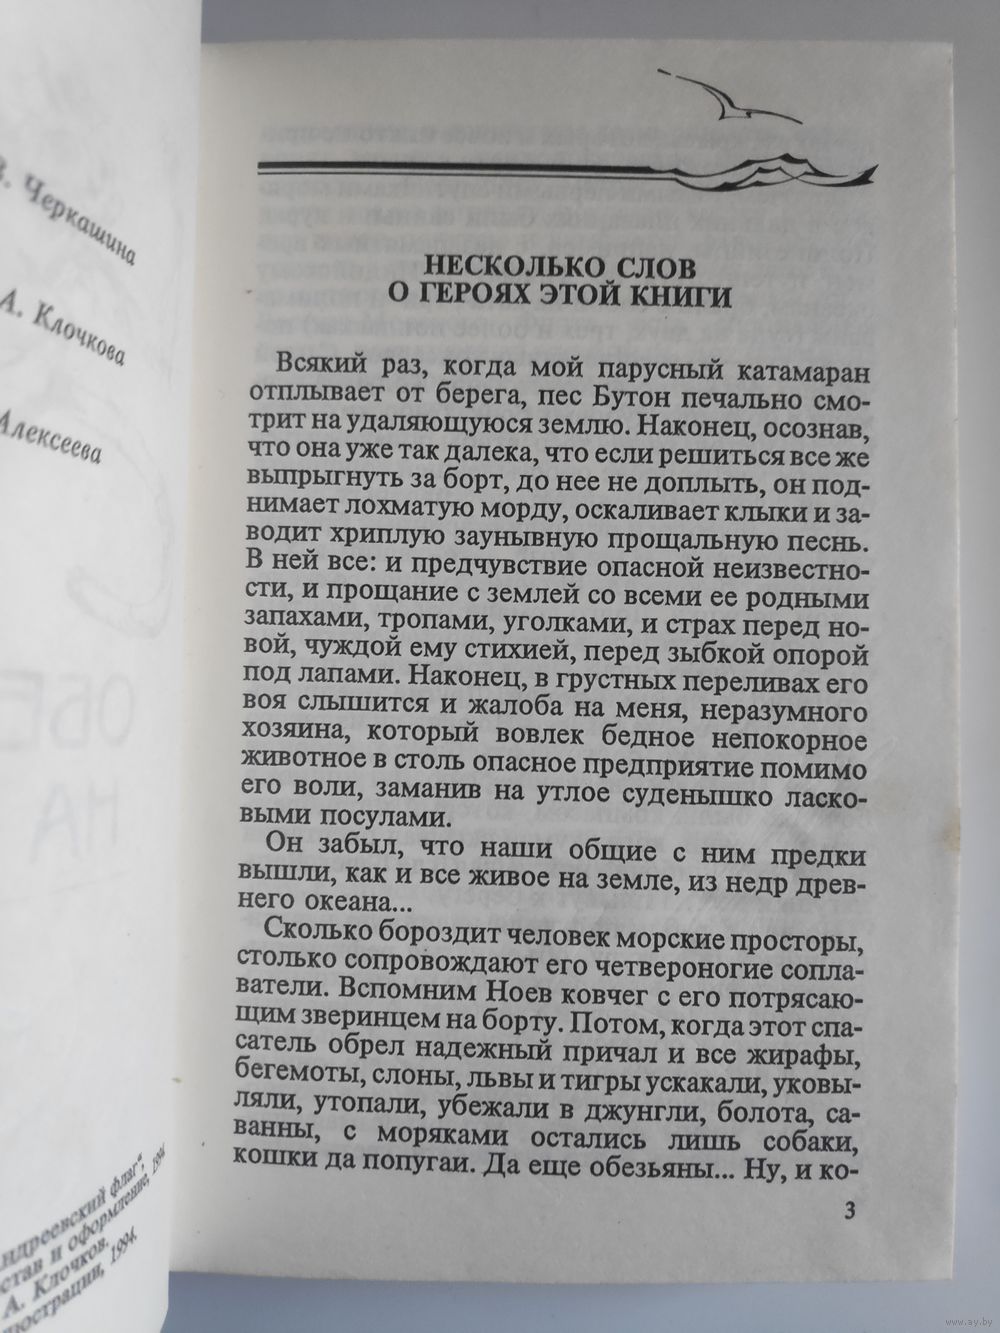 В. Черкашина
А. Клочкова
Алексеева
ОБЕ
НА
НЕСКОЛЬКО СЛОВ
О ГЕРОЯХ ЭТОЙ КНИГИ
Всякий раз, когда мой парусный катамаран
отплывает от берега, пес Бутон печально смо-
трит на удаляющуюся землю. Наконец, осознав,
что она уже так далека, что если решиться все же
выпрыгнуть за борт, до нее не доплыть, он под-
нимает лохматую морду, оскаливает клыки и за-
водит хриплую заунывную прощальную песнь.
В ней все: и предчувствие опасной неизвестно-
сти, и прощание с землей со всеми ее родными
запахами, тропами, уголками, и страх перед но-
вой, чуждой ему стихией, перед зыбкой опорой
под лапами. Наконец, в грустных переливах его
воя слышится и жалоба на меня, неразумного
хозяина, который вовлек бедное непокорное
животное в столь опасное предприятие помимо
его воли, заманив на утлое суденышко ласко-
выми посулами.
Он забыл, что наши общие с ним предки
вышли, как и все живое на земле, из недр древ-
него океана...
Сколько бороздит человек морские просторы,
столько сопровождают его четвероногие сопла-
ватели. Вспомним Ноев ковчег с его потрясаю-
щим зверинцем на борту. Потом, когда этот спа-
сатель обрел надежный причал и все жирафы,
бегемоты, слоны, львы и тигры ускакали, уковы-
ляли, утопали, убежали в джунгли, болота, са-
ванны, с моряками остались лишь собаки,
кошки да попугаи. Да еще обезьяны... Ну, и ко-
3
ндреевский флаг",
став и оформление, 1994
А. Клочков.
люстрации, 1994.
www.ay.by